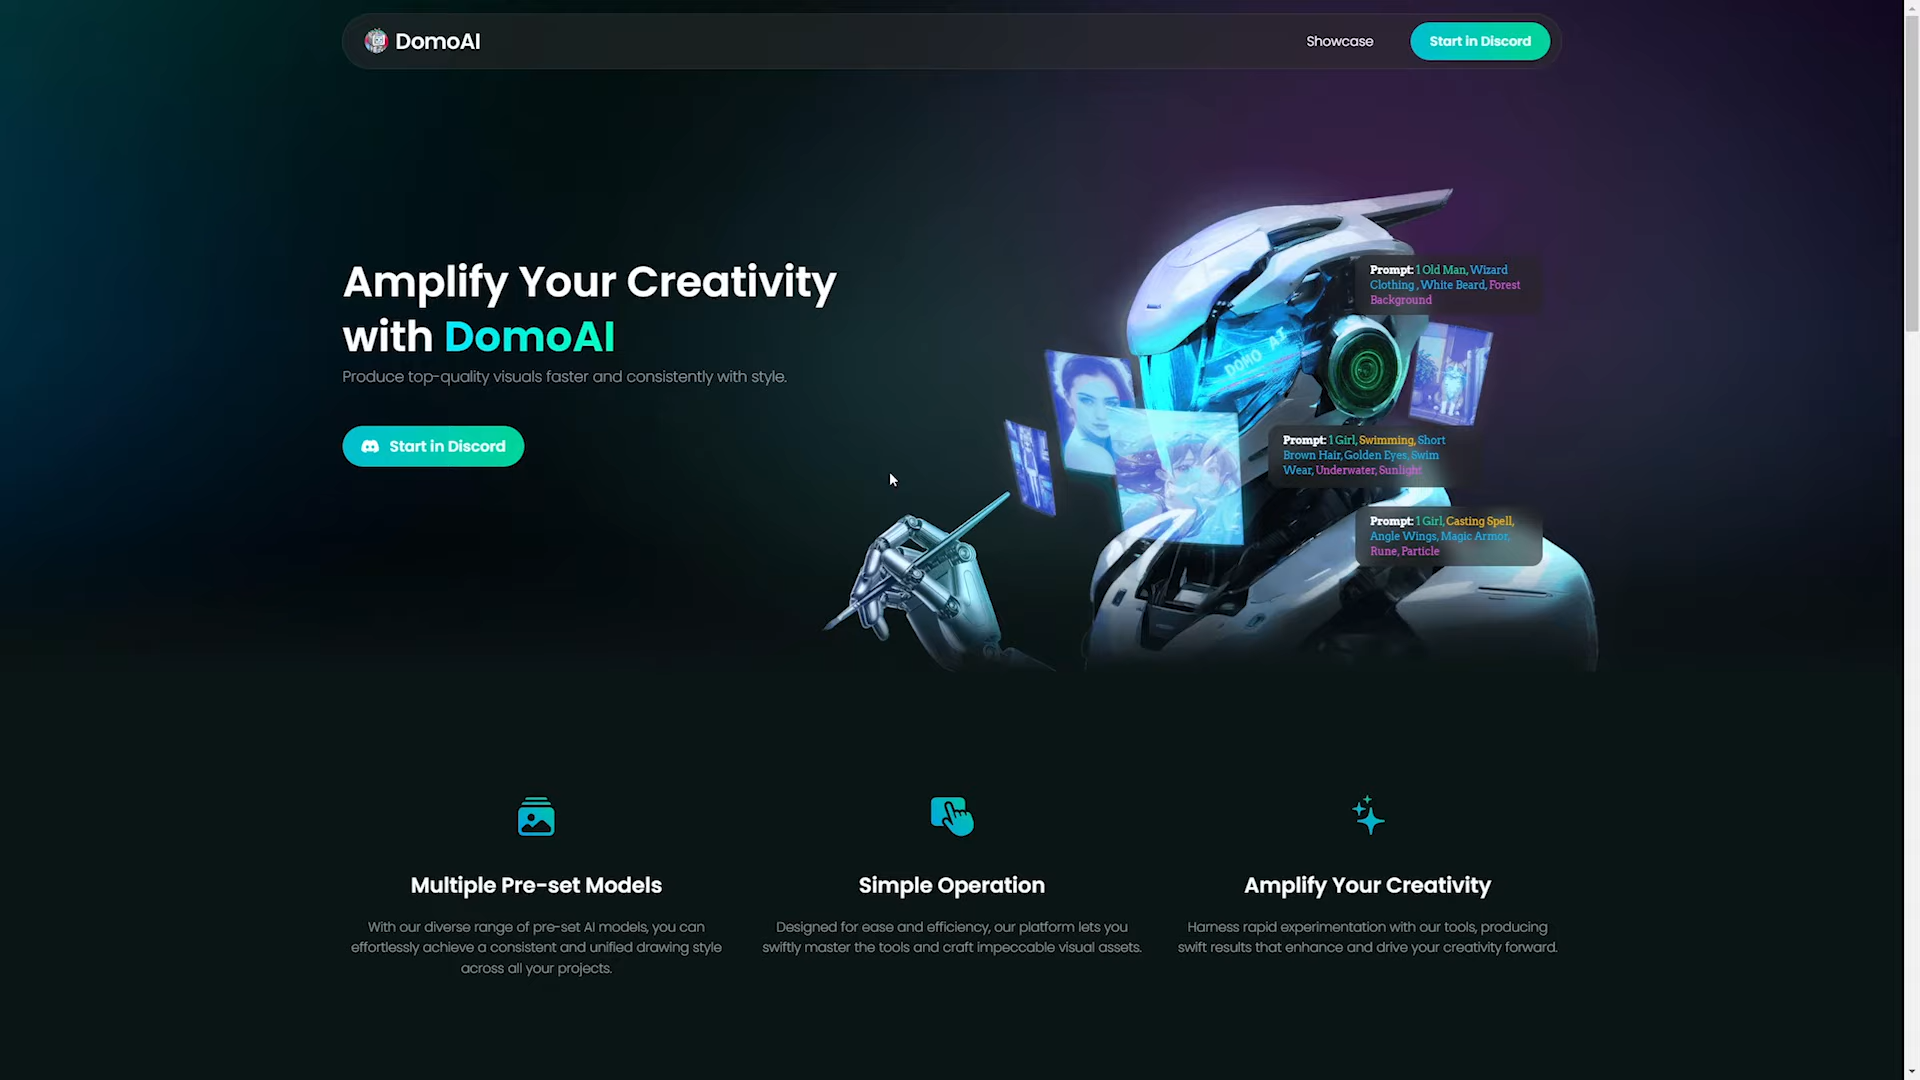 DomoAI
Showcase
Start in Discord
Amplify Your Creativity
with DomoAI
Produce top-quality visuals faster and consistently with style.
Start in Discord
DOMO AI
Prompt: 1 Old Man, Wizard
Clothing , White Beard, Forest
Background
Prompt: 1 Girl, Swimming, Short
Brown Hair, Golden Eyes, Swim
Wear, Underwater, Sunlight
Prompt: 1 Girl, Casting Spell,
Angle Wings, Magic Armor,
Rune, Particle
Multiple Pre-set Models
With our diverse range of pre-set AI models, you can
effortlessly achieve a consistent and unified drawing style
across all your projects.
Simple Operation
Designed for ease and efficiency, our platform lets you
swiftly master the tools and craft impeccable visual assets.
Amplify Your Creativity
Harness rapid experimentation with our tools, producing
swift results that enhance and drive your creativity forward.